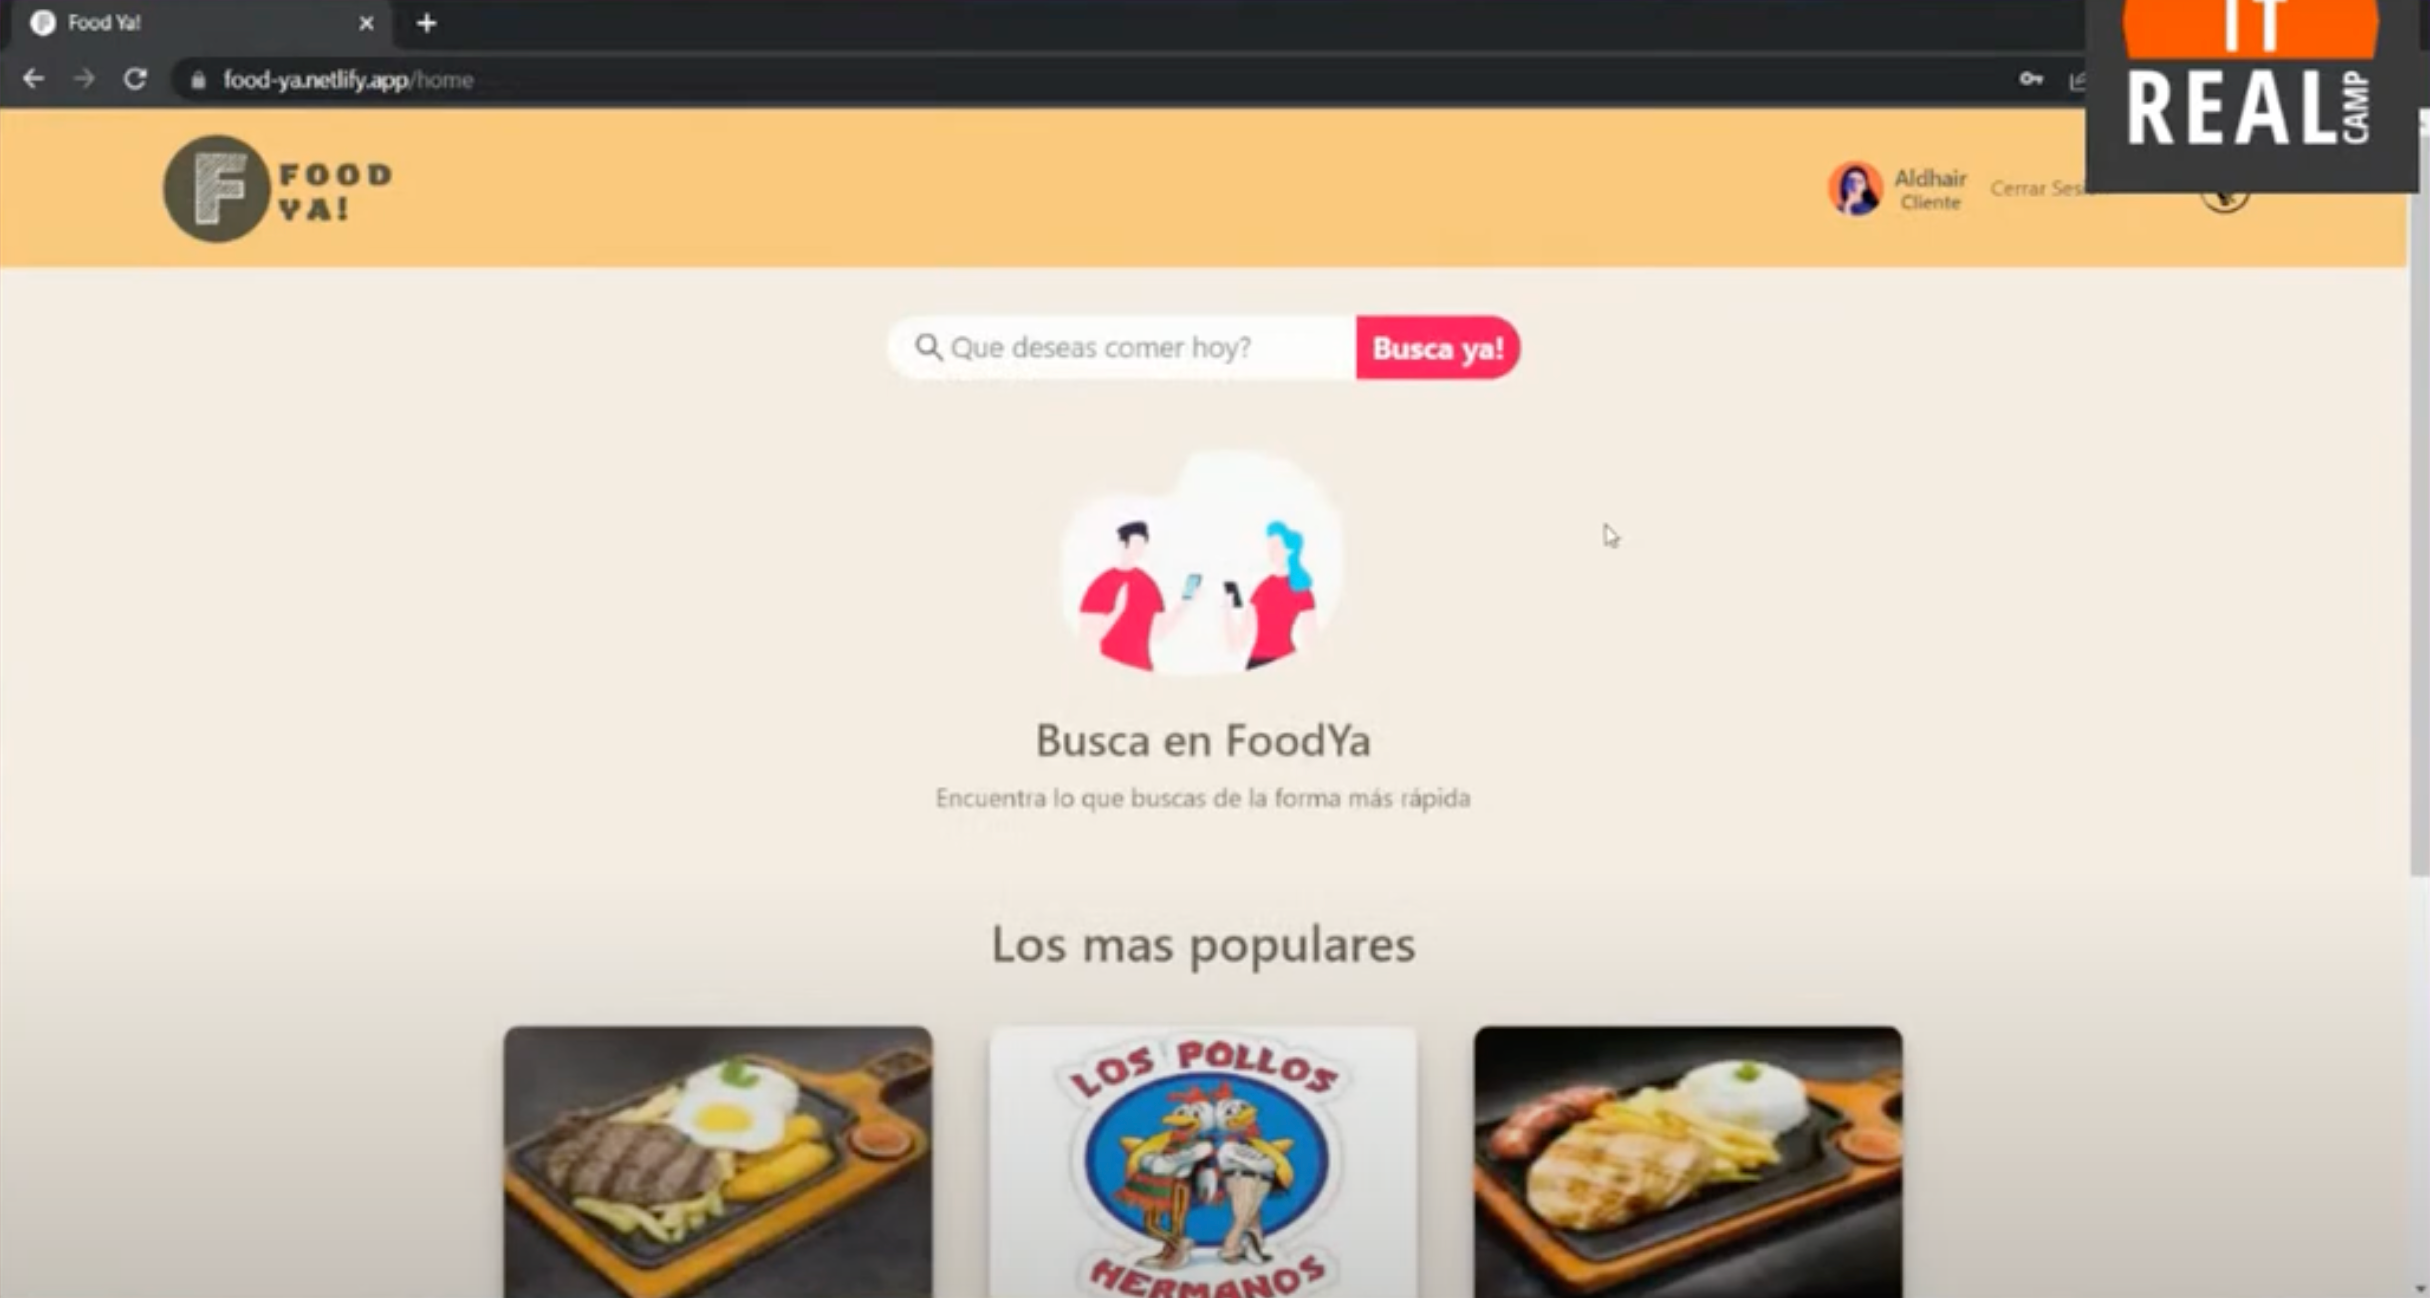 Food Ya!
IT
REAL
CAMP
food-ya.netlify.app/home
F
FOOD
YA!
Aldhair
Cliente
Cerrar
Que deseas comer hoy?
Busca ya!
Busca en FoodYa
Encuentra lo que buscas de la forma más rápida
Los mas populares
LOS POLLOS
HERMANOS